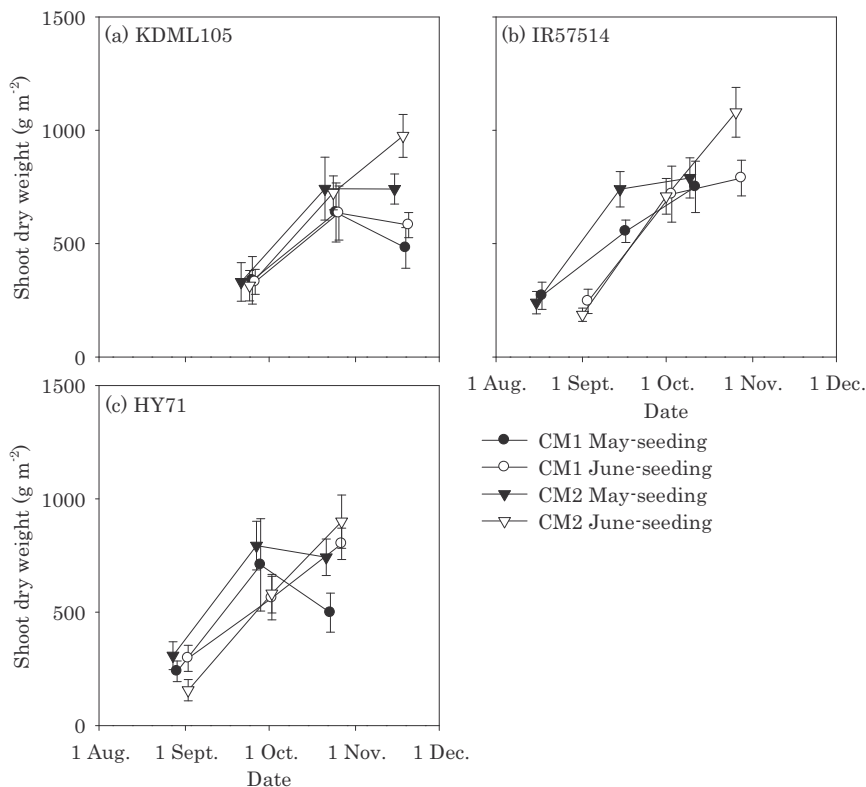 (a) KDML105
Shoot dry weight (g m-2)
1500
1000
500
0
(b) IR57514
1 Aug. 1 Sept. 1 Oct. 1 Nov. 1 Dec.
Date
(c) HY71
Shoot dry weight (g m-2)
1500
1000
500
0
1 Aug. 1 Sept. 1 Oct. 1 Nov. 1 Dec.
Date
CM1 May-seeding
CM1 June-seeding
CM2 May-seeding
CM2 June-seeding